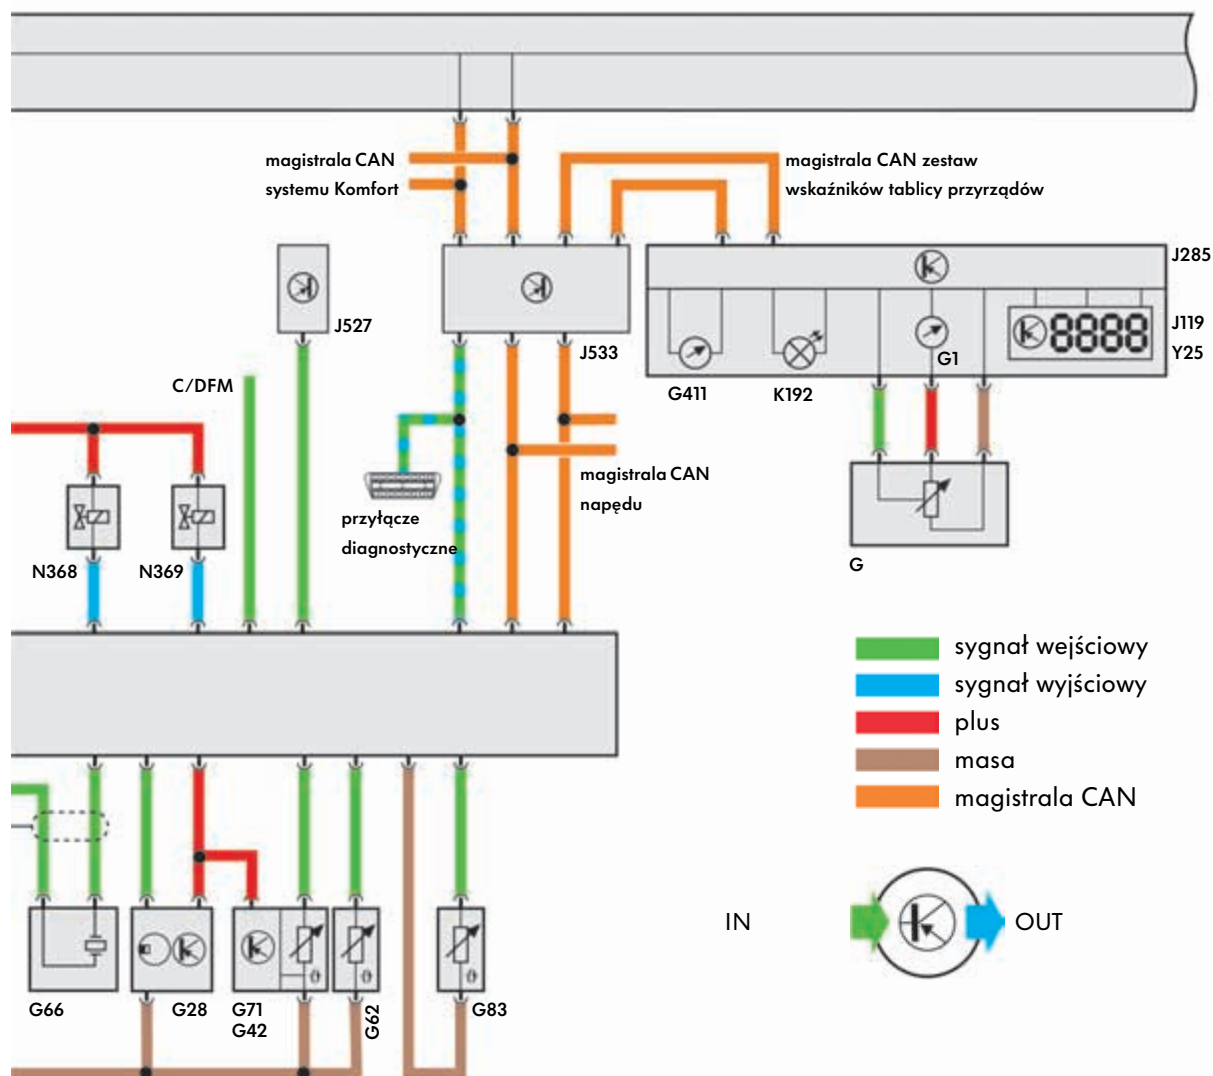 magistrala CAN
systemu Komfort
magistrala CAN zestaw
wskaźników tablicy przyrządów
J285
J527
J533
J119
Y25
G1
G411
K192
C/DFM
magistrala CAN
napędu
przyłącze
diagnostyczne
N368
N369
G
8888
sygnał wejściowy
sygnał wyjściowy
plus
masa
magistrala CAN
IN
OUT
G66
G28
G71
G42
G62
G83
ϑ
ϑ
ϑ